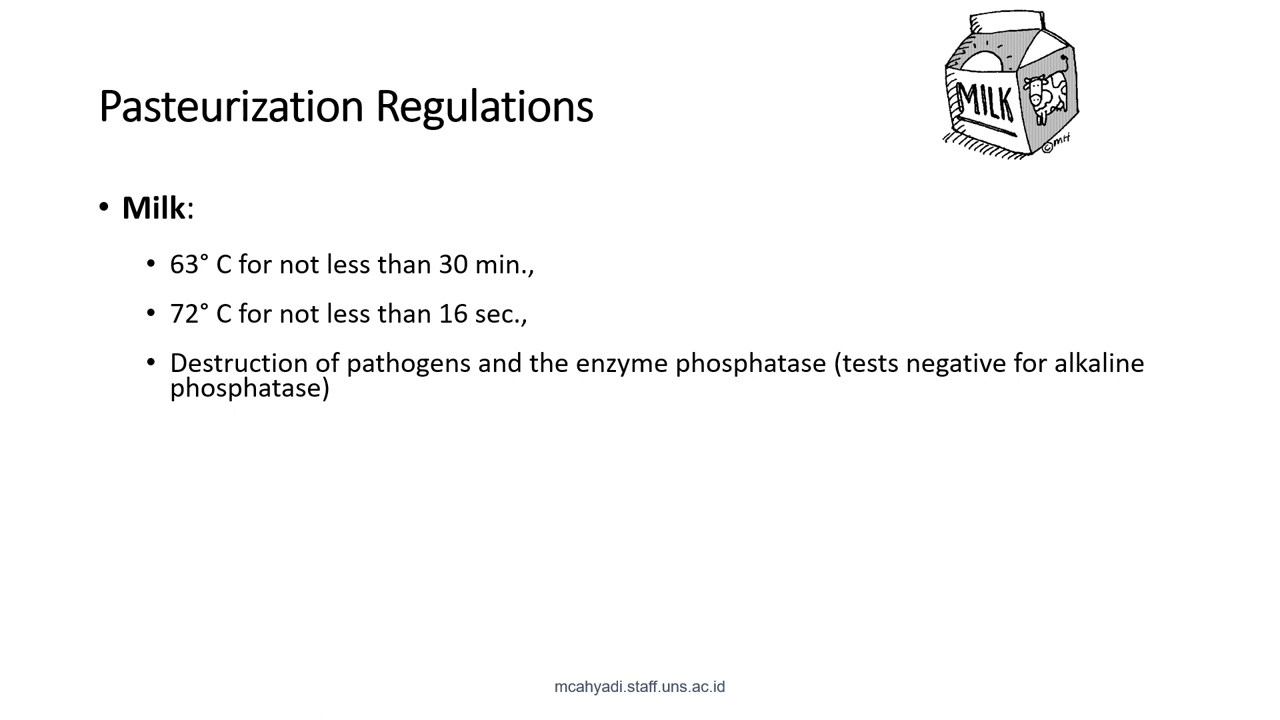 MILK
©MH
Pasteurization Regulations
• Milk:
• 63° C for not less than 30 min.,
• 72° C for not less than 16 sec.,
• Destruction of pathogens and the enzyme phosphatase (tests negative for alkaline
phosphatase)
mcahyadi.staff.uns.ac.id